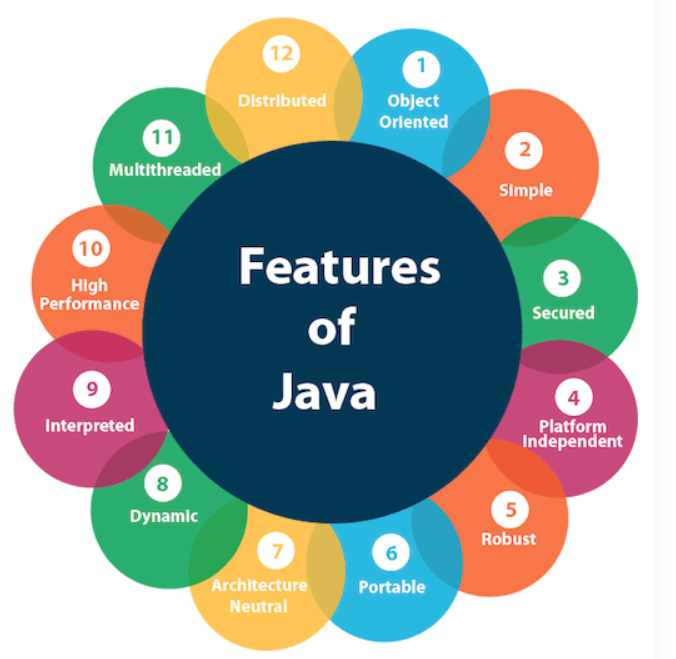 Features
of
Java
1
Object
Oriented
2
Simple
3
Secured
4
Platform
Independent
5
Robust
6
Portable
7
Architecture
Neutral
8
Dynamic
9
Interpreted
10
High
Performance
11
Multithreaded
12
Distributed